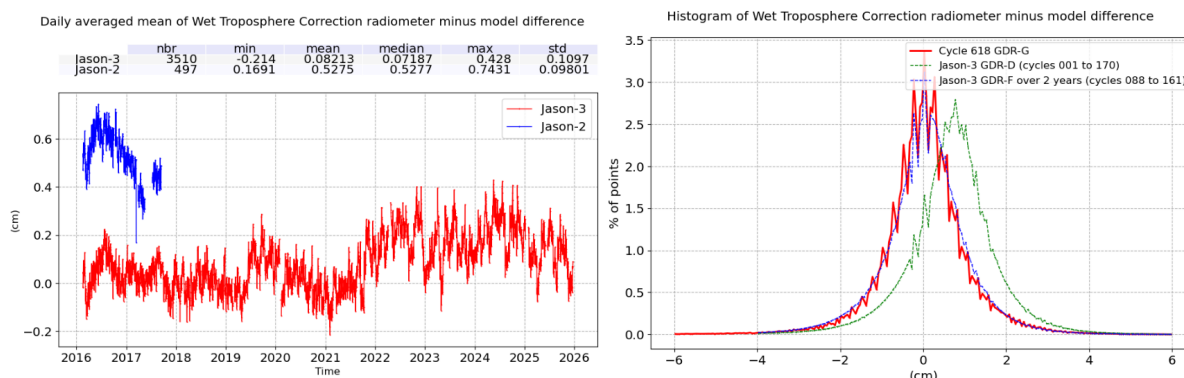 Daily averaged mean of Wet Troposphere Correction radiometer minus model difference
nbr min mean median max std
Jason-3 3510 -0.214 0.08213 0.07187 0.428 0.1097
Jason-2 497 0.1691 0.5275 0.5277 0.7431 0.09801
Jason-3
Jason-2
0.6
0.4
0.2
0.0
−0.2
(cm)
2016 2017 2018 2019 2020 2021 2022 2023 2024 2025 2026
Time
Histogram of Wet Troposphere Correction radiometer minus model difference
Cycle 618 GDR-G
Jason-3 GDR-D (cycles 001 to 170)
Jason-3 GDR-F over 2 years (cycles 088 to 161)
3.5
3.0
2.5
2.0
1.5
1.0
0.5
0.0
% of points
−6 −4 −2 0 2 4 6
(cm)